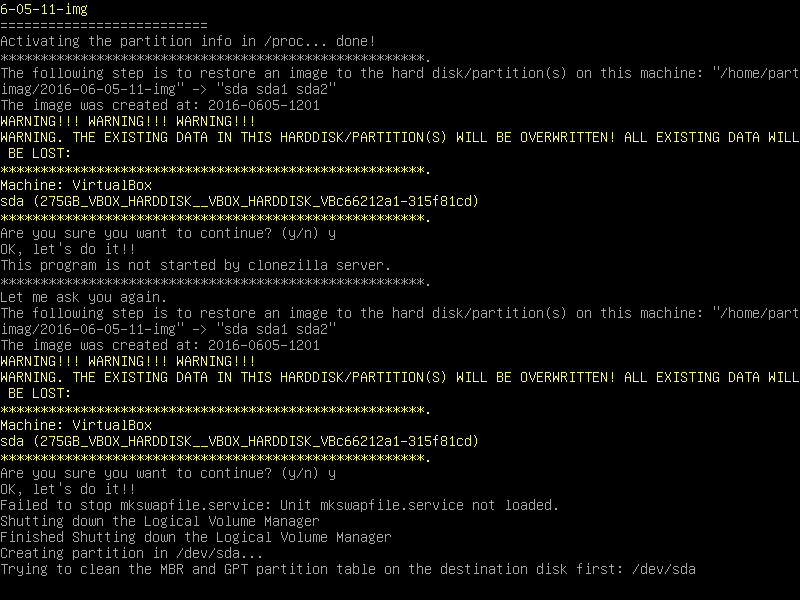 6-05-11-img
==========================
Activating the partition info in /proc... done!
*****************************************************.
The following step is to restore an image to the hard disk/partition(s) on this machine: "/home/part
imag/2016-06-05-11-img" -> "sda sda1 sda2"
The image was created at: 2016-0605-1201
WARNING!!! WARNING!!! WARNING!!!
WARNING. THE EXISTING DATA IN THIS HARDDISK/PARTITION(S) WILL BE OVERWRITTEN! ALL EXISTING DATA WILL
 BE LOST:
*****************************************************.
Machine: VirtualBox
sda (275GB_VBOX_HARDDISK__VBOX_HARDDISK_VBc66212a1-315f81cd)
*****************************************************.
Are you sure you want to continue? (y/n) y
OK, let's do it!!
This program is not started by clonezilla server.
*****************************************************.
Let me ask you again.
The following step is to restore an image to the hard disk/partition(s) on this machine: "/home/part
imag/2016-06-05-11-img" -> "sda sda1 sda2"
The image was created at: 2016-0605-1201
WARNING!!! WARNING!!! WARNING!!!
WARNING. THE EXISTING DATA IN THIS HARDDISK/PARTITION(S) WILL BE OVERWRITTEN! ALL EXISTING DATA WILL
 BE LOST:
*****************************************************.
Machine: VirtualBox
sda (275GB_VBOX_HARDDISK__VBOX_HARDDISK_VBc66212a1-315f81cd)
*****************************************************.
Are you sure you want to continue? (y/n) y
OK, let's do it!!
Failed to stop mkswapfile.service: Unit mkswapfile.service not loaded.
Shutting down the Logical Volume Manager
Finished Shutting down the Logical Volume Manager
Creating partition in /dev/sda...
Trying to clean the MBR and GPT partition table on the destination disk first: /dev/sda